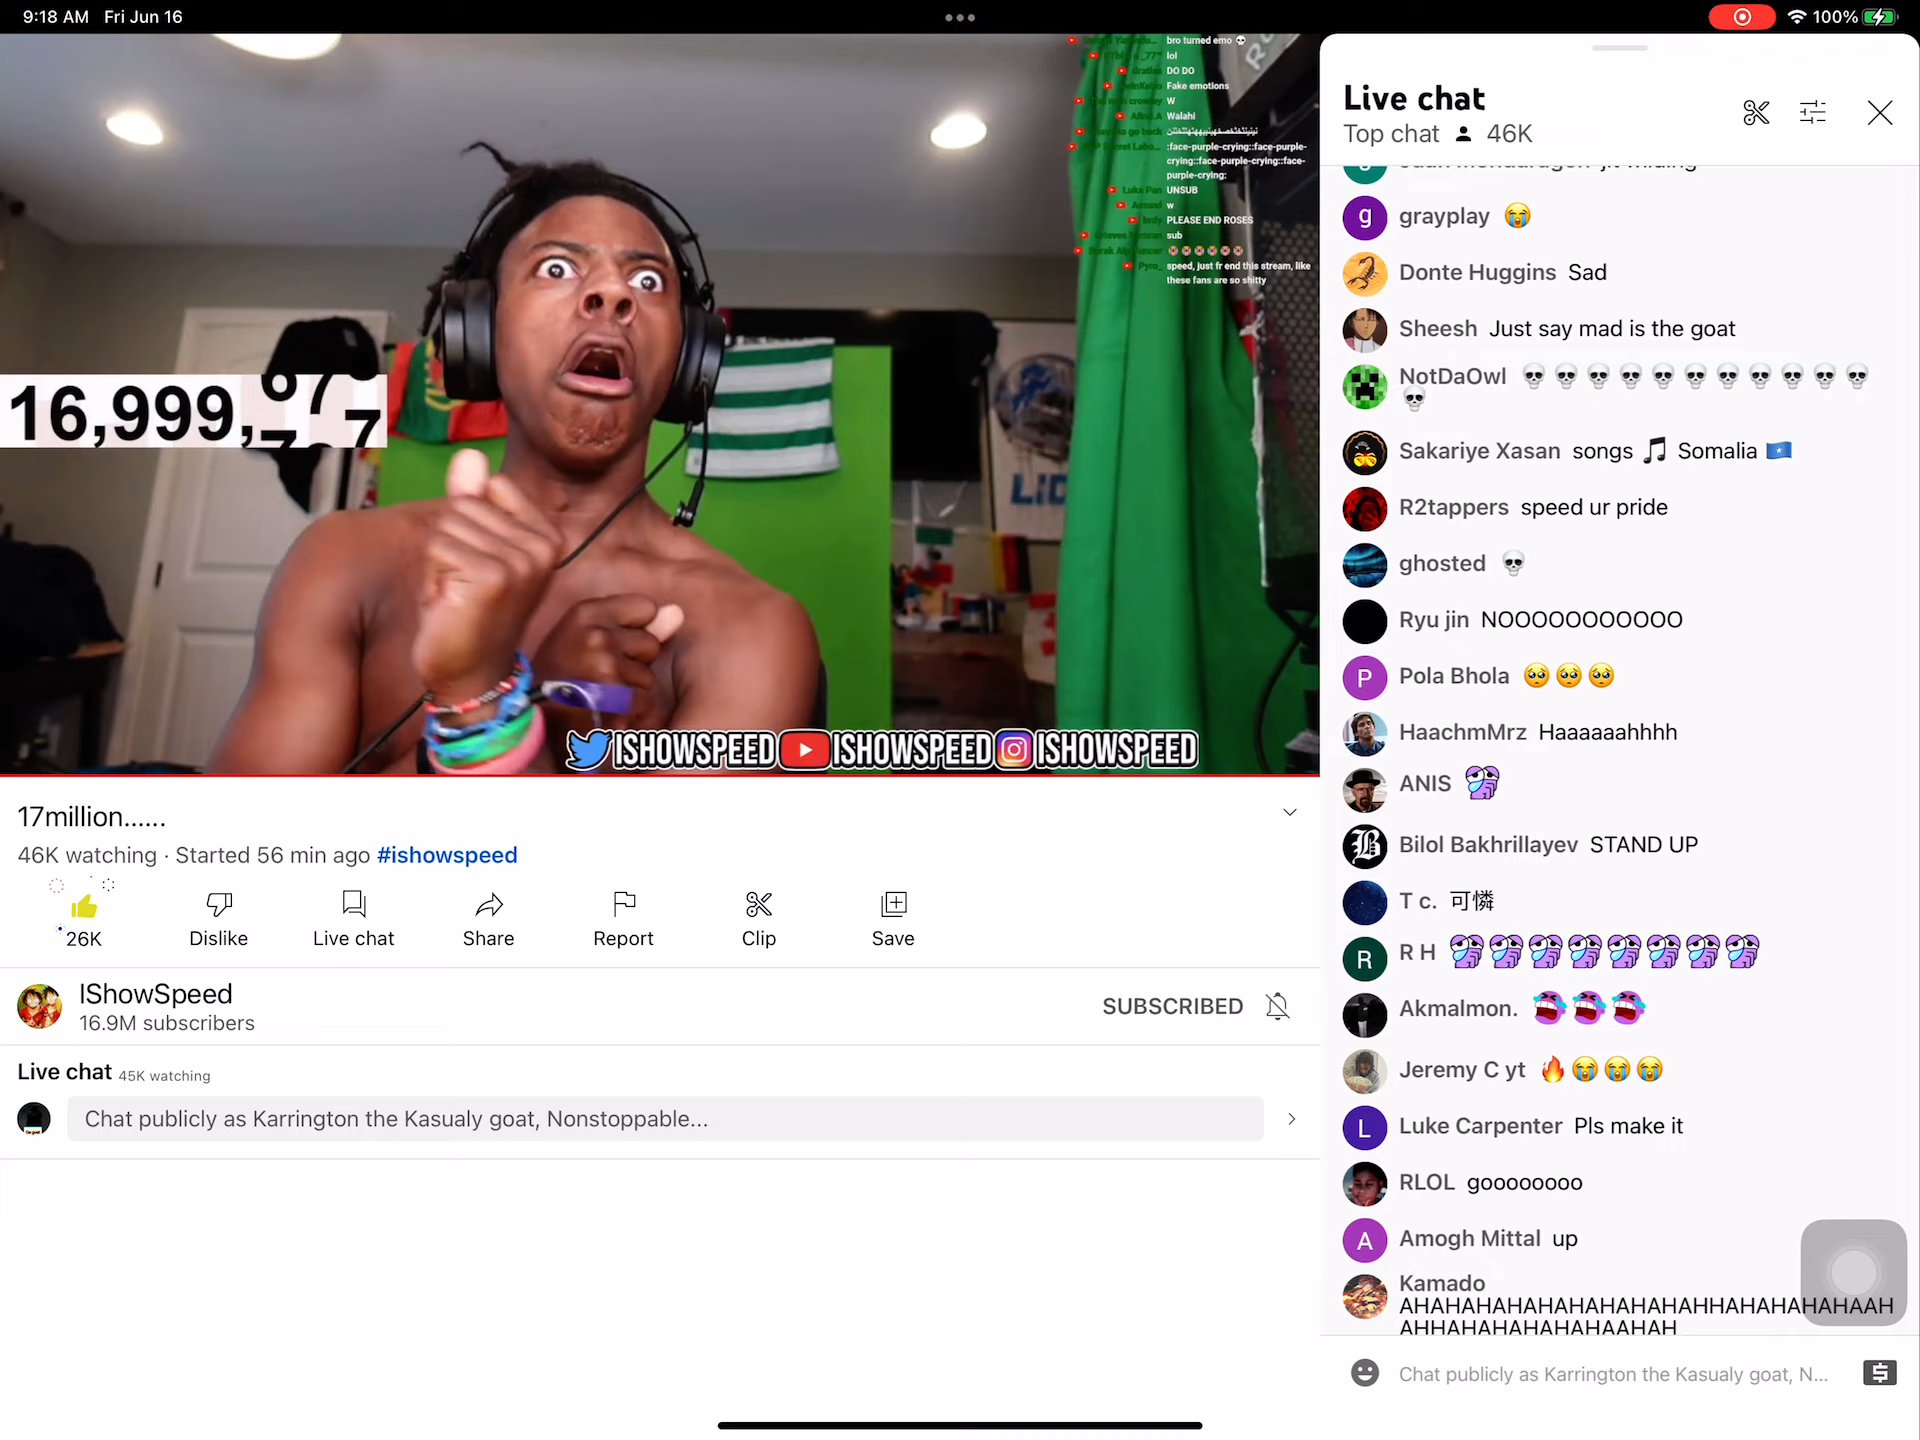 9:18 AM Fri Jun 16
100%
bro turned emo 💀
lol
DO DO
Fake emotions
W
Walahi
:face-purple-crying::face-purple-
crying::face-purple-crying::face-
purple-crying:
Luka Pan UNSUB
Amund w
PLEASE END ROSES
sub
Pyro_ speed, just fr end this stream, like
these fans are so shitty
16,999,
LIO
ISHOWSPEED ISHOWSPEED ISHOWSPEED
17million......
46K watching · Started 56 min ago #ishowspeed
26K
Dislike
Live chat
Share
Report
Clip
Save
IShowSpeed
16.9M subscribers
SUBSCRIBED
Live chat 45K watching
Chat publicly as Karrington the Kasualy goat, Nonstoppable...
Live chat
Top chat 46K
grayplay 😭
Donte Huggins Sad
Sheesh Just say mad is the goat
NotDaOwl 💀💀💀💀💀💀💀💀💀💀💀
💀
Sakariye Xasan songs 🎵 Somalia 🇸🇴
R2tappers speed ur pride
ghosted 💀
Ryu jin NOOOOOOOOOOO
P
Pola Bhola 🥺🥺🥺
HaachmMrz Haaaaaahhhh
ANIS
Bilol Bakhrillayev STAND UP
T c. 可憐
R
R H
Akmalmon.
Jeremy C yt 🔥😭😭😭
L
Luke Carpenter Pls make it
RLOL goooooooo
A
Amogh Mittal up
Kamado
AHAHAHAHAHAHAHAHAHAHHAHAHAHAHAAH
AHHAHAHAHAHAHAAHAH
Chat publicly as Karrington the Kasualy goat, N...